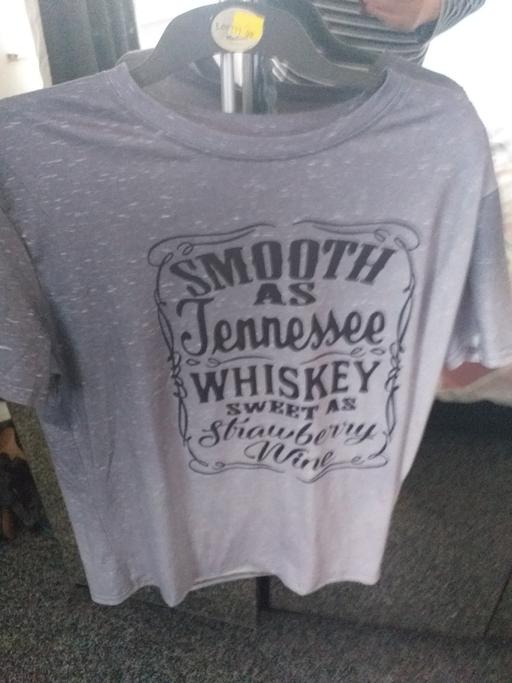 SMOOTH
AS
Tennessee
WHISKEY
SWEET AS
Strawberry
Wine